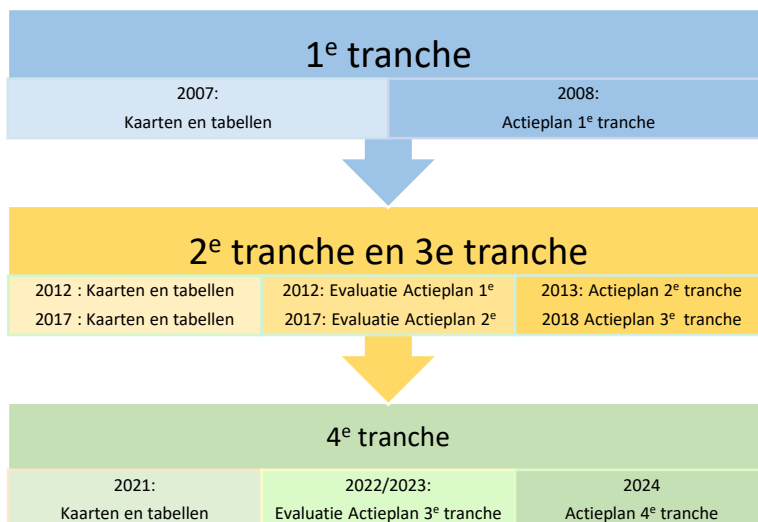 1e tranche
2007:
Kaarten en tabellen
2008:
Actieplan 1e tranche
2e tranche en 3e tranche
2012 : Kaarten en tabellen
2017 : Kaarten en tabellen
2012: Evaluatie Actieplan 1e
2017: Evaluatie Actieplan 2e
2013: Actieplan 2e tranche
2018 Actieplan 3e tranche
4e tranche
2021:
Kaarten en tabellen
2022/2023:
Evaluatie Actieplan 3e tranche
2024
Actieplan 4e tranche